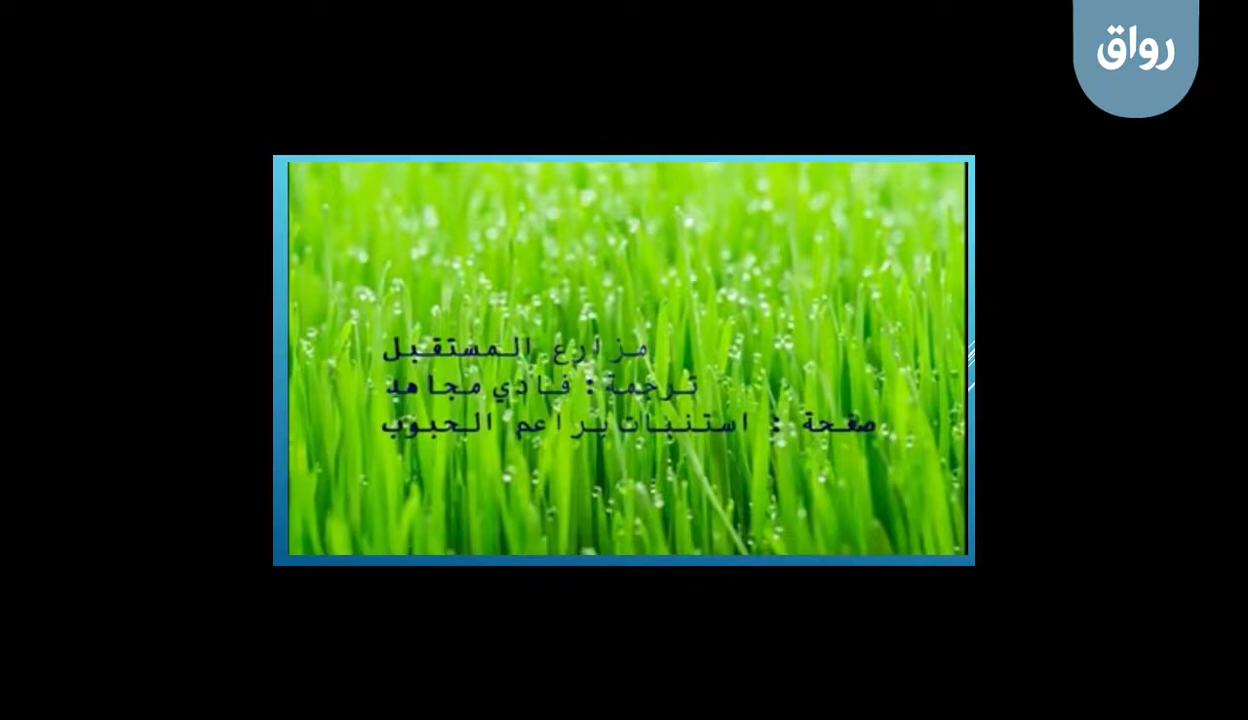 رواق
مزارع المستقبل
ترجمة : فادي مجاهد
صفحة : استنبات براعم الحبوب